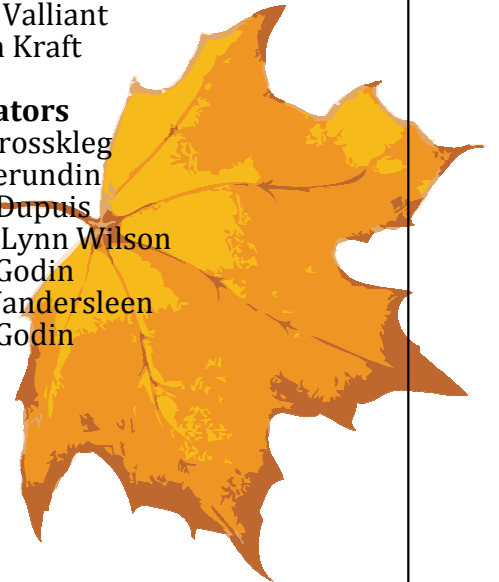 Valliant
Kraft
ators
rosskleg
erundin
Dupuis
Lynn Wilson
Godin
andersleen
Godin